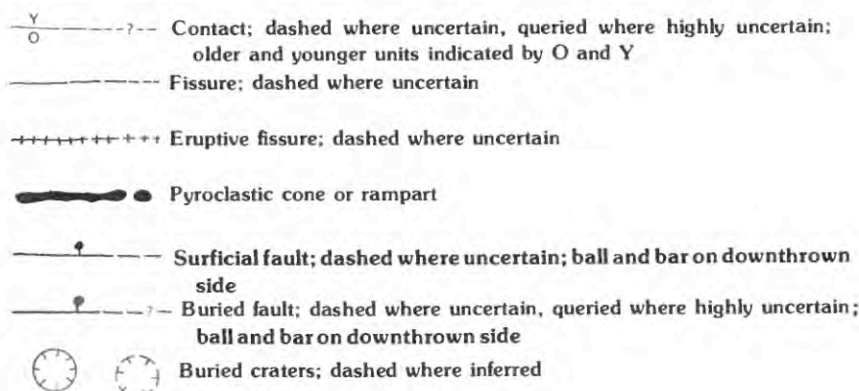 Y
O
---?-- Contact; dashed where uncertain, queried where highly uncertain;
older and younger units indicated by O and Y
Fissure; dashed where uncertain
Eruptive fissure; dashed where uncertain
Pyroclastic cone or rampart
Surficial fault; dashed where uncertain; ball and bar on downthrown
side
? Buried fault; dashed where uncertain, queried where highly uncertain;
ball and bar on downthrown side
Buried craters; dashed where inferred